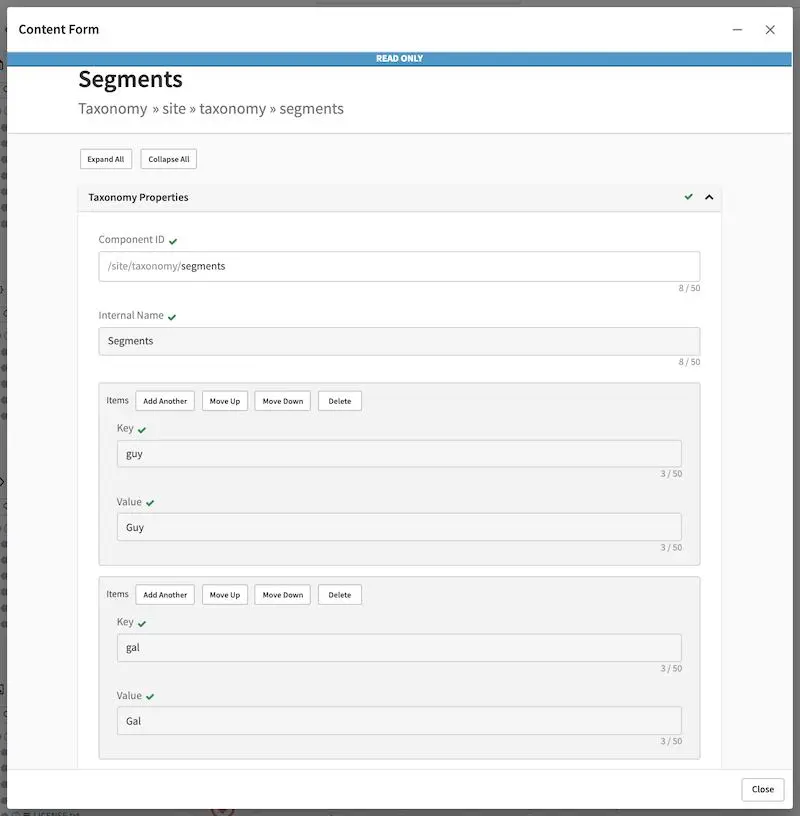 Content Form
READ ONLY
Segments
Taxonomy » site » taxonomy » segments
Expand All Collapse All
Taxonomy Properties
Component ID
/site/taxonomy/segments
8 / 50
Internal Name
Segments
8 / 50
Items Add Another Move Up Move Down Delete
Key
guy
3 / 50
Value
Guy
3 / 50
Items Add Another Move Up Move Down Delete
Key
gal
3 / 50
Value
Gal
3 / 50
Close